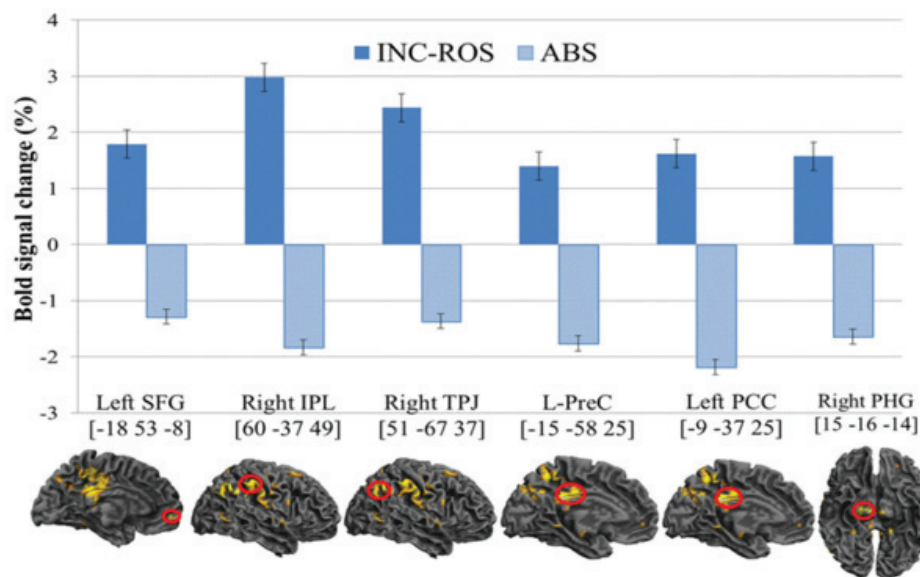 4
3
2
1
0
-1
-2
-3
Bold signal change (%)
INC-ROS ABS
Left SFG Right IPL Right TPJ L-PreC Left PCC Right PHG
[-18 53 -8] [60 -37 49] [51 -67 37] [-15 -58 25] [-9 -37 25] [15 -16 -14]